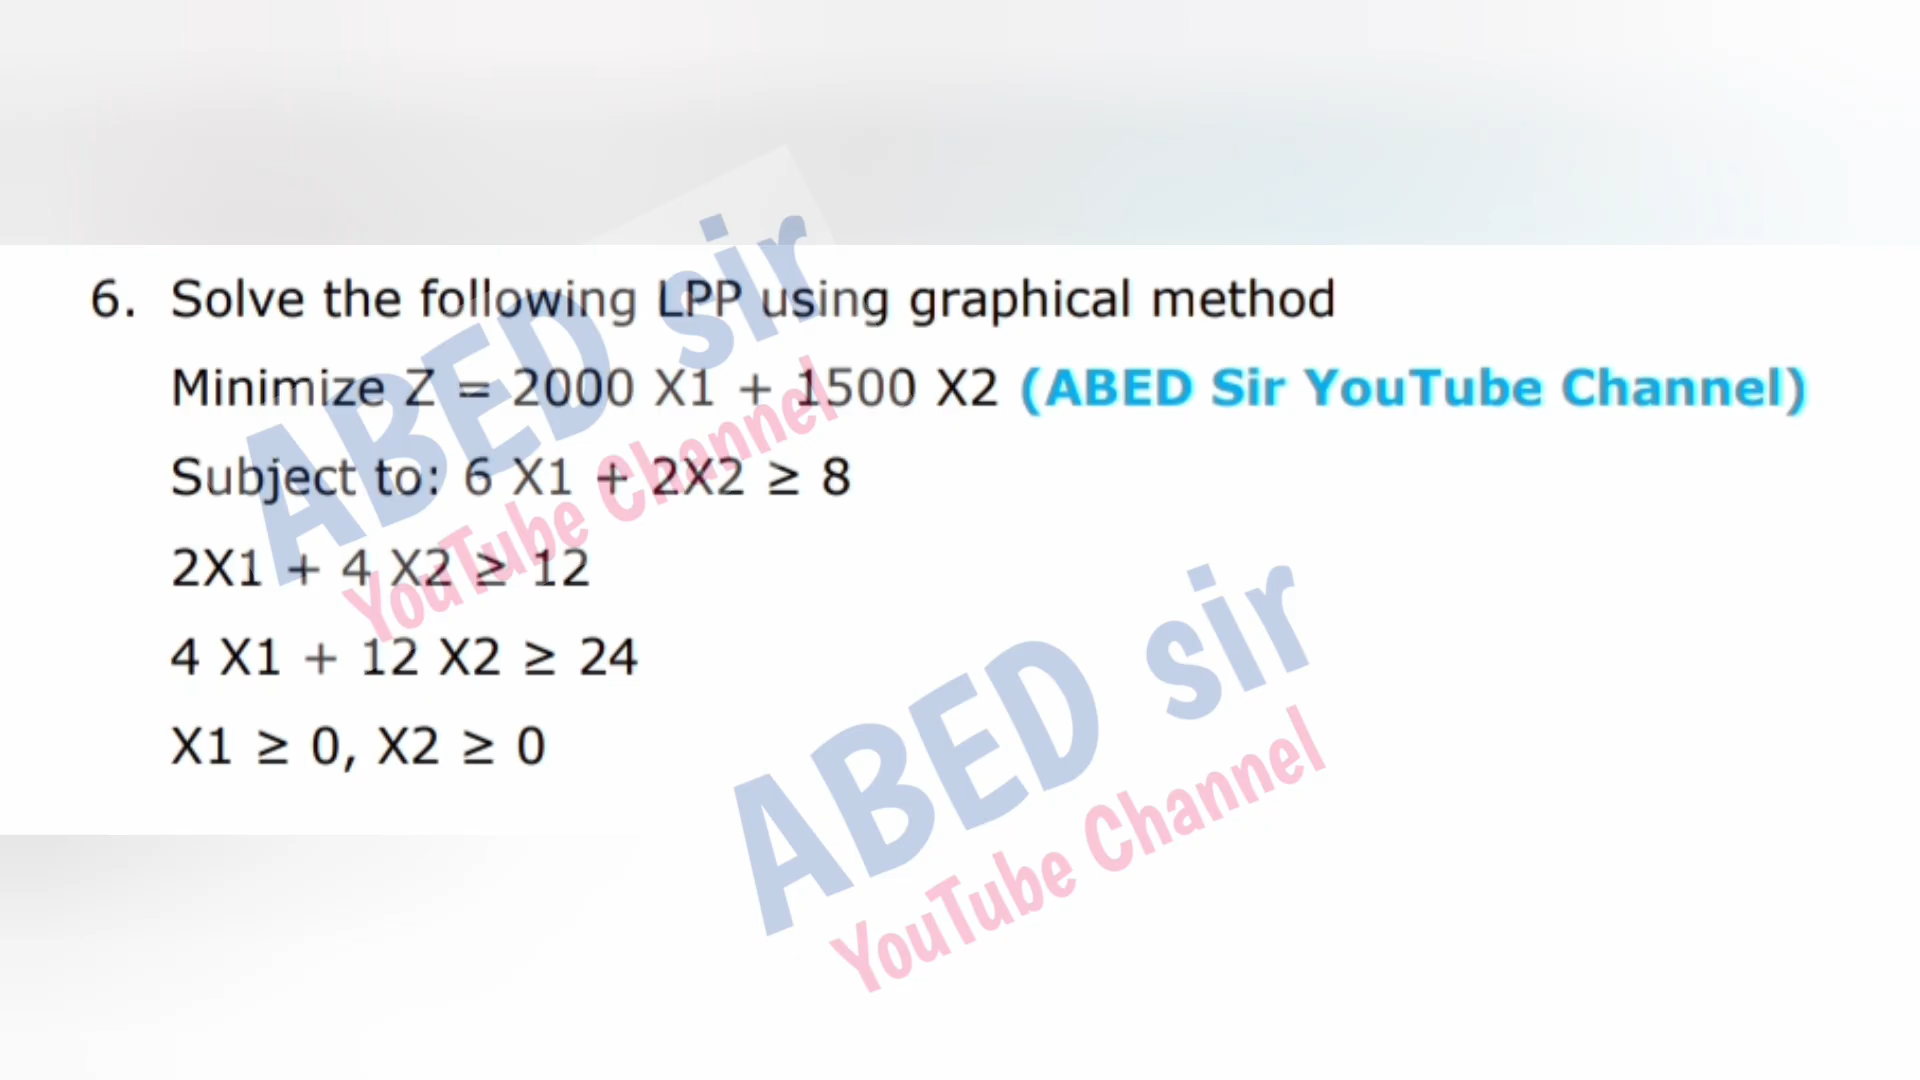 6. Solve the following LPP using graphical method
Minimize Z = 2000 X1 + 1500 X2 (ABED Sir YouTube Channel)
Subject to: 6 X1 + 2X2 ≥ 8
2X1 + 4 X2 ≥ 12
4 X1 + 12 X2 ≥ 24
X1 ≥ 0, X2 ≥ 0
ABED sir
YouTube Channel
ABED sir
YouTube Channel